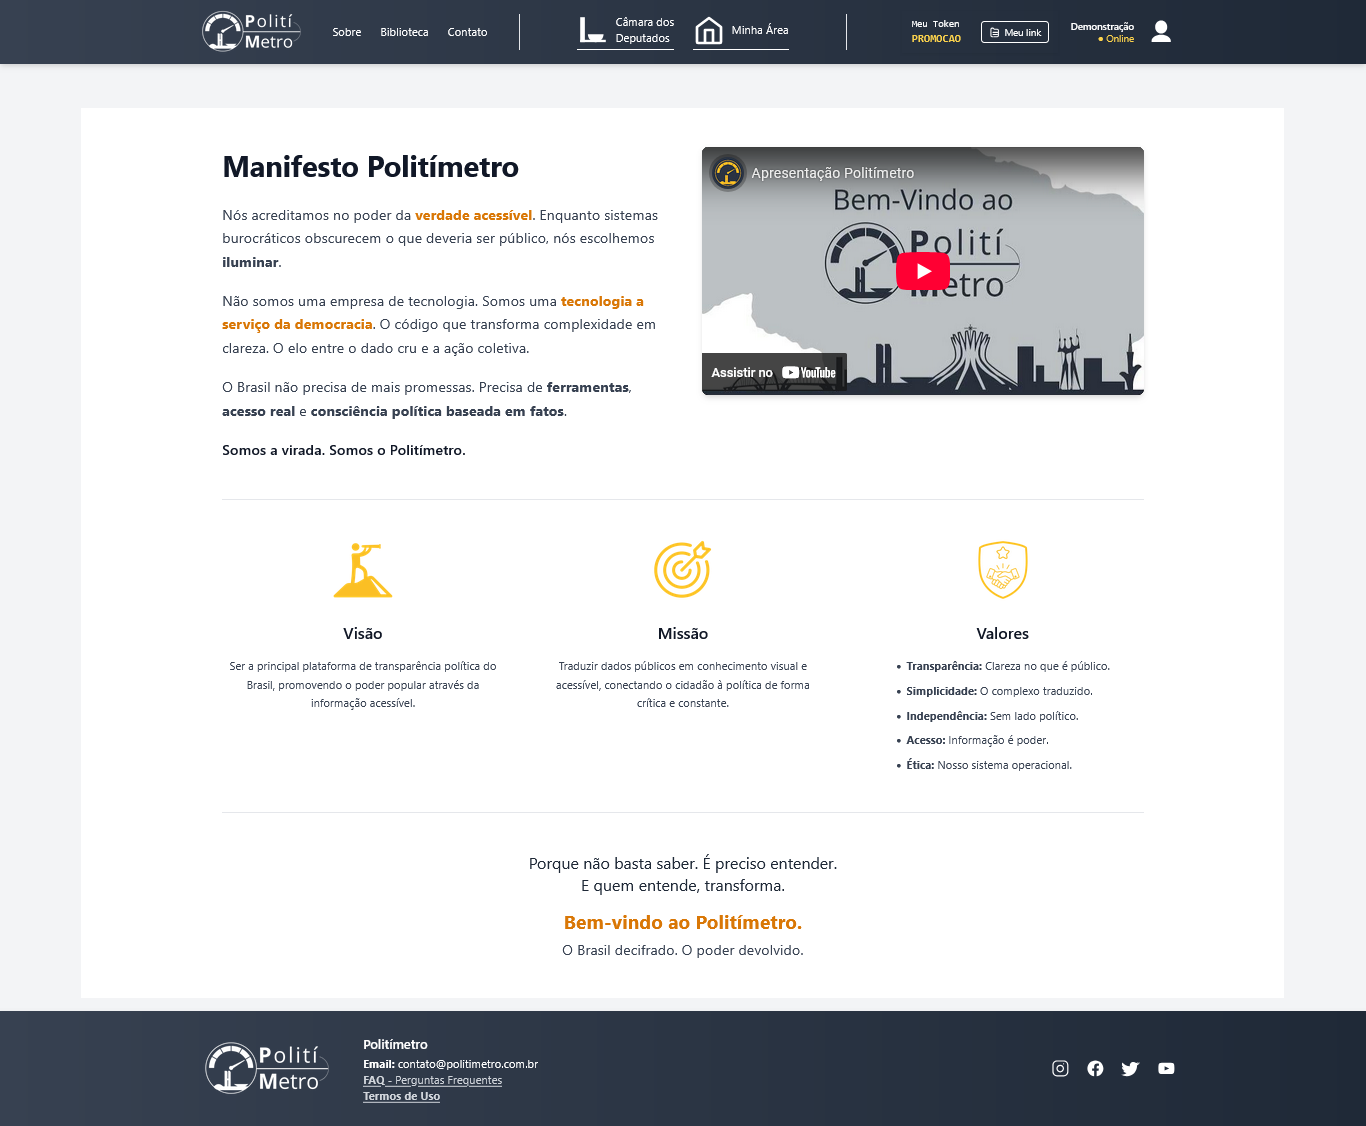 Polití
Metro
Sobre
Biblioteca
Contato
Câmara dos
Deputados
Minha Área
Meu Token
PROMOCAO
Meu link
Demonstração
● Online
Manifesto Politímetro
Nós acreditamos no poder da verdade acessível. Enquanto sistemas
burocráticos obscurecem o que deveria ser público, nós escolhemos
iluminar.
Não somos uma empresa de tecnologia. Somos uma tecnologia a
serviço da democracia. O código que transforma complexidade em
clareza. O elo entre o dado cru e a ação coletiva.
O Brasil não precisa de mais promessas. Precisa de ferramentas,
acesso real e consciência política baseada em fatos.
Somos a virada. Somos o Politímetro.
Apresentação Politímetro
Bem-Vindo ao
Polití
Metro
Assistir no YouTube
Visão
Ser a principal plataforma de transparência política do
Brasil, promovendo o poder popular através da
informação acessível.
Missão
Traduzir dados públicos em conhecimento visual e
acessível, conectando o cidadão à política de forma
crítica e constante.
Valores
• Transparência: Clareza no que é público.
• Simplicidade: O complexo traduzido.
• Independência: Sem lado político.
• Acesso: Informação é poder.
• Ética: Nosso sistema operacional.
Porque não basta saber. É preciso entender.
E quem entende, transforma.
Bem-vindo ao Politímetro.
O Brasil decifrado. O poder devolvido.
Polití
Metro
Politímetro
Email: contato@politimetro.com.br
FAQ - Perguntas Frequentes
Termos de Uso